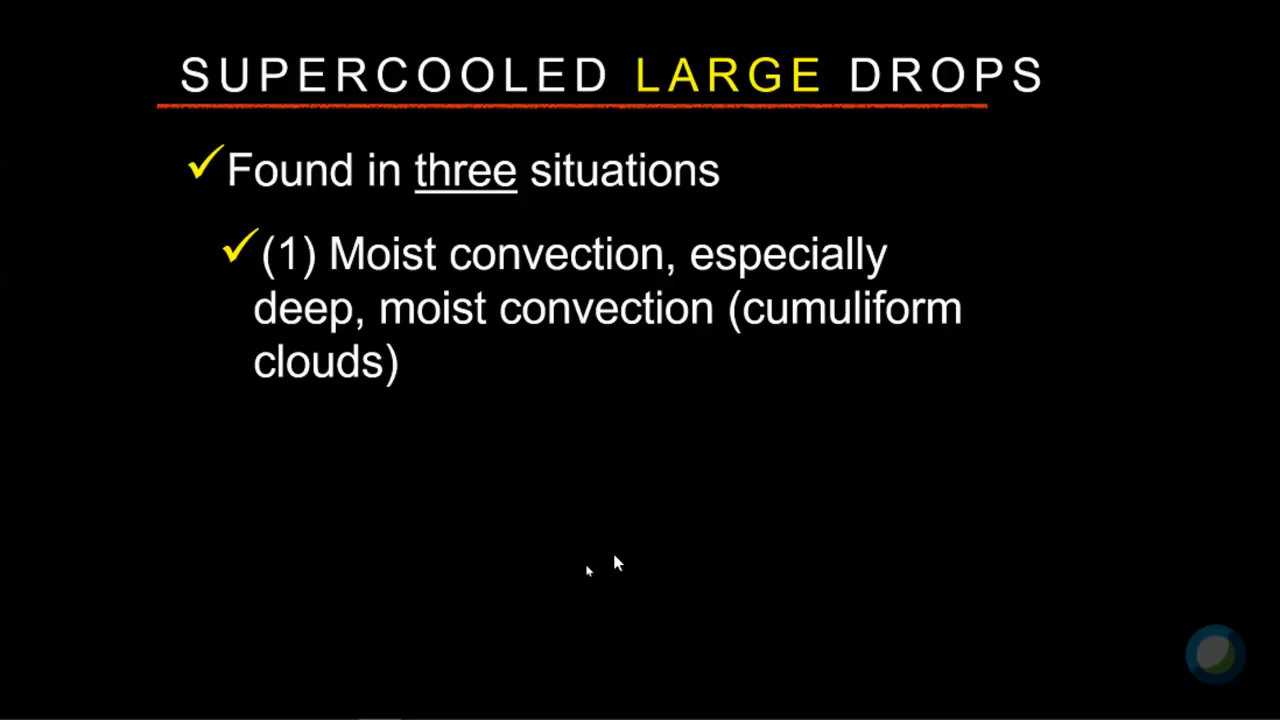 SUPERCOOLED LARGE DROPS
✓Found in three situations
✓(1) Moist convection, especially
deep, moist convection (cumuliform
clouds)